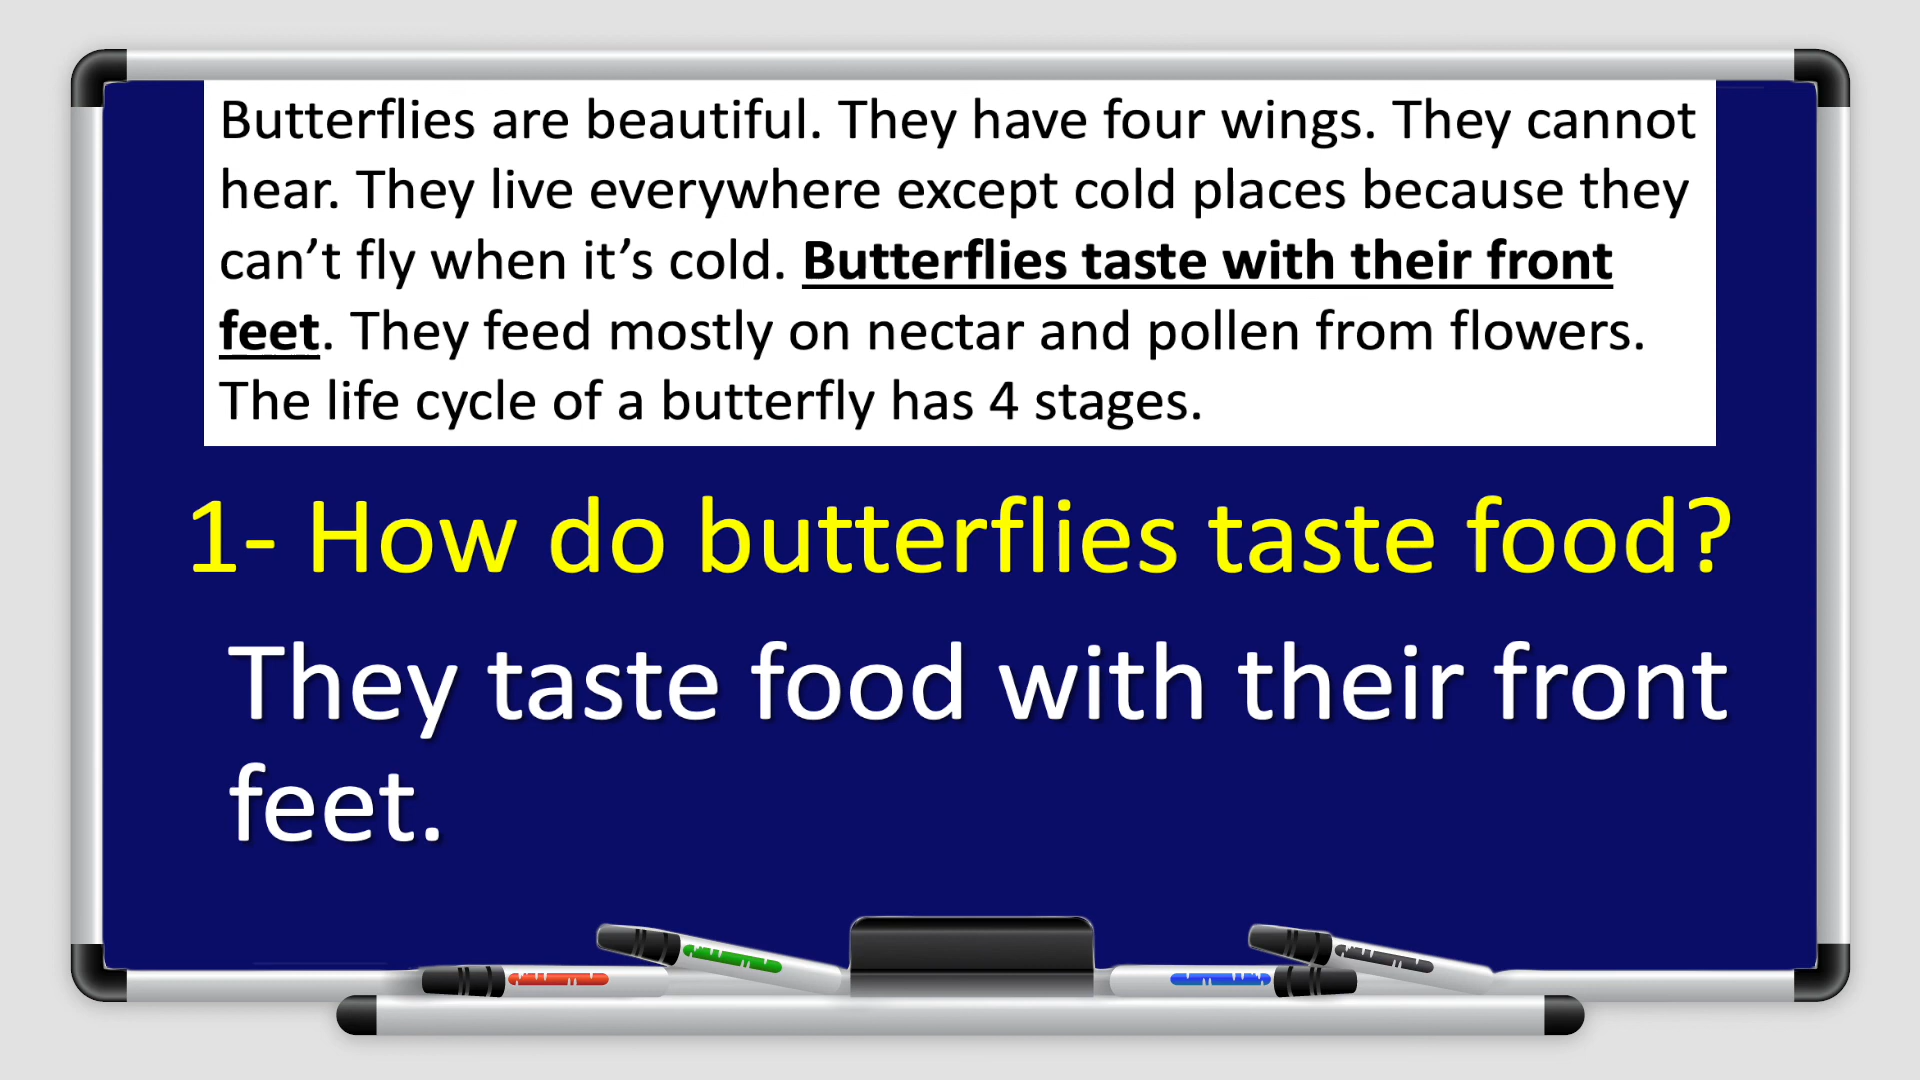 Butterflies are beautiful. They have four wings. They cannot
hear. They live everywhere except cold places because they
can’t fly when it’s cold. Butterflies taste with their front
feet. They feed mostly on nectar and pollen from flowers.
The life cycle of a butterfly has 4 stages.
1- How do butterflies taste food?
They taste food with their front
feet.